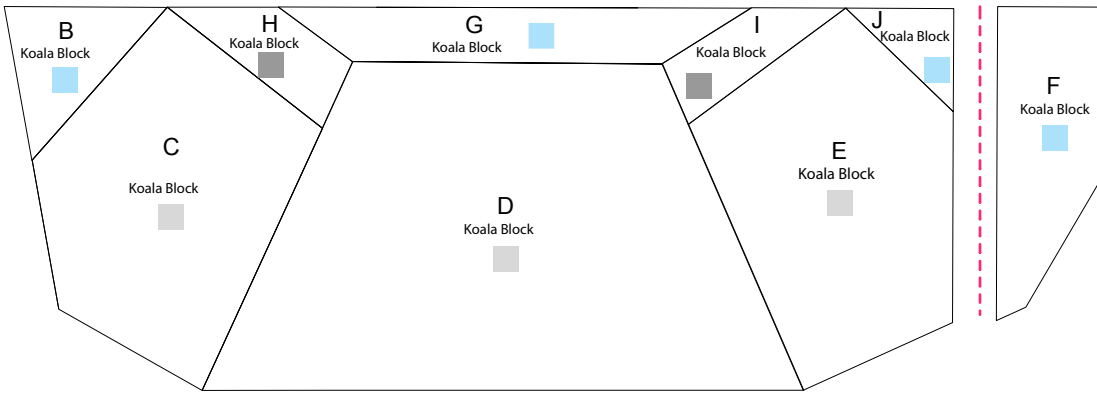 B
Koala Block
H
Koala Block
G
Koala Block
I
Koala Block
J
Koala Block
F
Koala Block
C
Koala Block
D
Koala Block
E
Koala Block